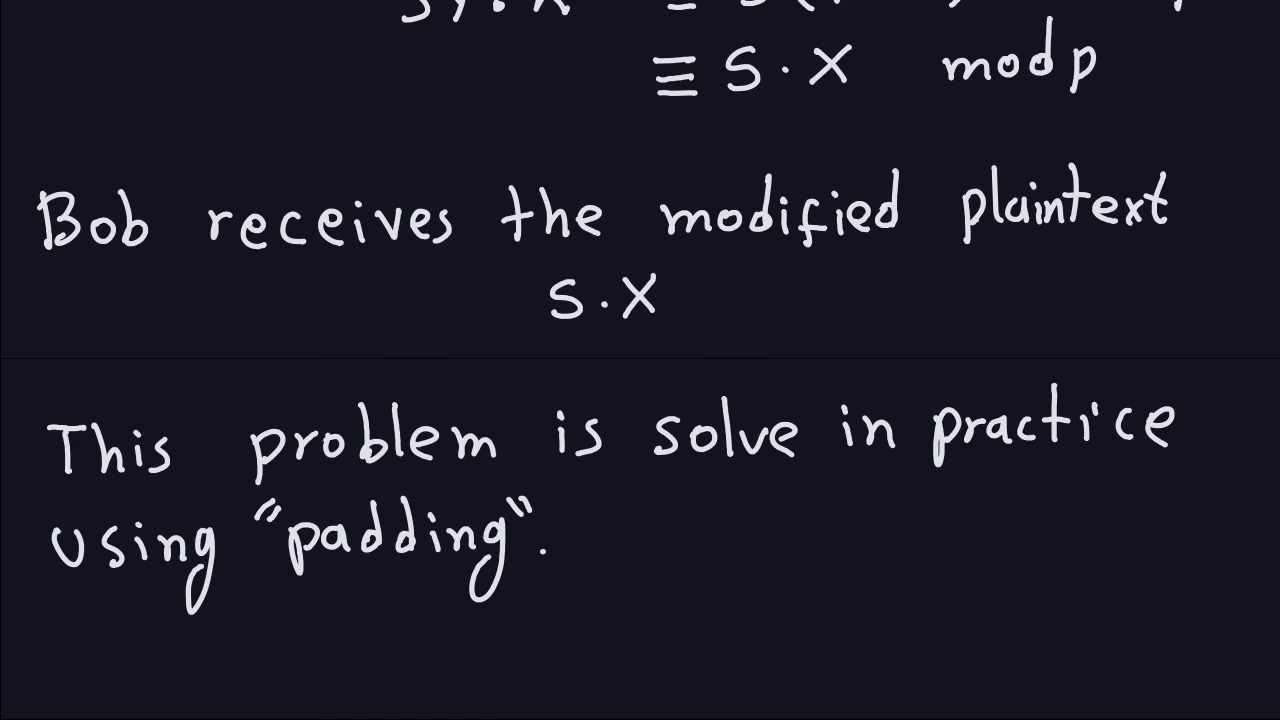 ≡ S · X mod p
Bob receives the modified plaintext
S · X
This problem is solve in practice
using "padding".